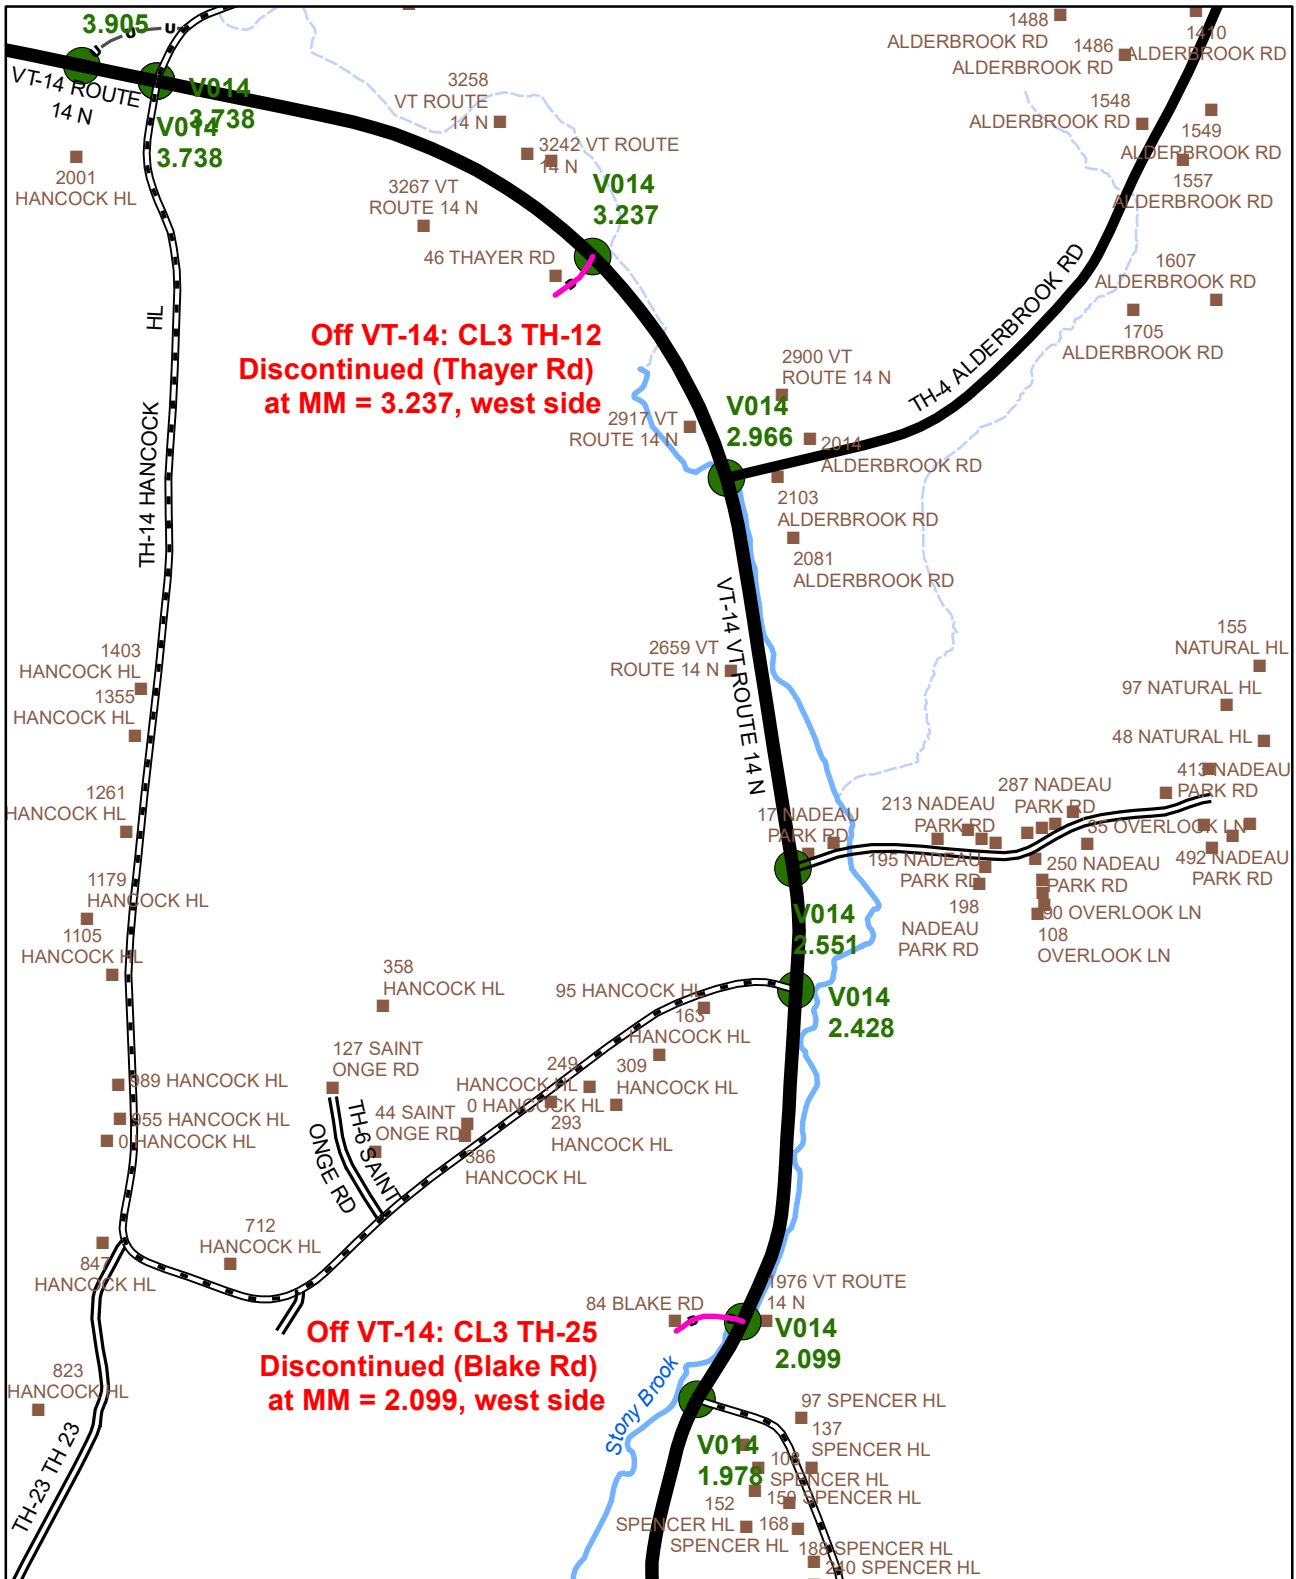 3.905
U
U
U
VT-14 ROUTE
14 N
V014
3.738
V014
3.738
2001
HANCOCK HL
3258
VT ROUTE
14 N
3242 VT ROUTE
14 N
3267 VT
ROUTE 14 N
V014
3.237
46 THAYER RD
1488
ALDERBROOK RD
1486
ALDERBROOK RD
1410
ALDERBROOK RD
1548
ALDERBROOK RD
1549
ALDERBROOK RD
1557
ALDERBROOK RD
1607
ALDERBROOK RD
1705
ALDERBROOK RD
TH-4 ALDERBROOK RD
Off VT-14: CL3 TH-12
Discontinued (Thayer Rd)
at MM = 3.237, west side
2900 VT
ROUTE 14 N
V014
2.966
2917 VT
ROUTE 14 N
2014
ALDERBROOK RD
2103
ALDERBROOK RD
2081
ALDERBROOK RD
TH-14 HANCOCK
HL
VT-14 VT ROUTE 14 N
2659 VT
ROUTE 14 N
155
NATURAL HL
97 NATURAL HL
48 NATURAL HL
1403
HANCOCK HL
1355
HANCOCK HL
1261
HANCOCK HL
1179
HANCOCK HL
1105
HANCOCK HL
413 NADEAU
PARK RD
287 NADEAU
PARK RD
213 NADEAU
PARK RD
17 NADEAU
PARK RD
35 OVERLOOK LN
195 NADEAU
PARK RD
250 NADEAU
PARK RD
492 NADEAU
PARK RD
198
NADEAU
PARK RD
90 OVERLOOK LN
108
OVERLOOK LN
V014
2.551
V014
2.428
358
HANCOCK HL
95 HANCOCK HL
163
HANCOCK HL
127 SAINT
ONGE RD
249
HANCOCK HL
309
HANCOCK HL
0 HANCOCK HL
44 SAINT
ONGE RD
293
HANCOCK HL
386
HANCOCK HL
TH-6 SAINT
ONGE RD
989 HANCOCK HL
955 HANCOCK HL
0 HANCOCK HL
712
HANCOCK HL
847
HANCOCK HL
823
HANCOCK HL
TH-23 TH 23
1976 VT ROUTE
14 N
84 BLAKE RD
V014
2.099
Off VT-14: CL3 TH-25
Discontinued (Blake Rd)
at MM = 2.099, west side
Stony Brook
97 SPENCER HL
137
SPENCER HL
V014
1.978
108
SPENCER HL
159 SPENCER HL
152
SPENCER HL
168
SPENCER HL
188 SPENCER HL
240 SPENCER HL